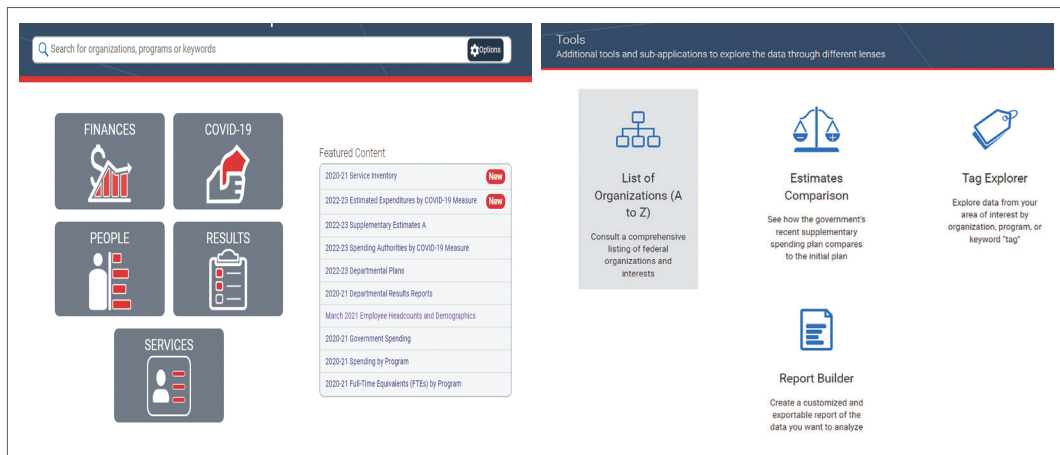 Search for organizations, programs or keywords
Options
FINANCES
COVID-19
PEOPLE
RESULTS
SERVICES
Featured Content
2020-21 Service Inventory
New
2022-23 Estimated Expenditures by COVID-19 Measure
New
2022-23 Supplementary Estimates A
2022-23 Spending Authorities by COVID-19 Measure
2022-23 Departmental Plans
2020-21 Departmental Results Reports
March 2021 Employee Headcounts and Demographics
2020-21 Government Spending
2020-21 Spending by Program
2020-21 Full-Time Equivalents (FTEs) by Program
Tools
Additional tools and sub-applications to explore the data through different lenses
List of
Organizations (A
to Z)
Consult a comprehensive
listing of federal
organizations and
interests
Estimates
Comparison
See how the government's
recent supplementary
spending plan compares
to the initial plan
Tag Explorer
Explore data from your
area of interest by
organization, program, or
keyword "tag"
Report Builder
Create a customized and
exportable report of the
data you want to analyze